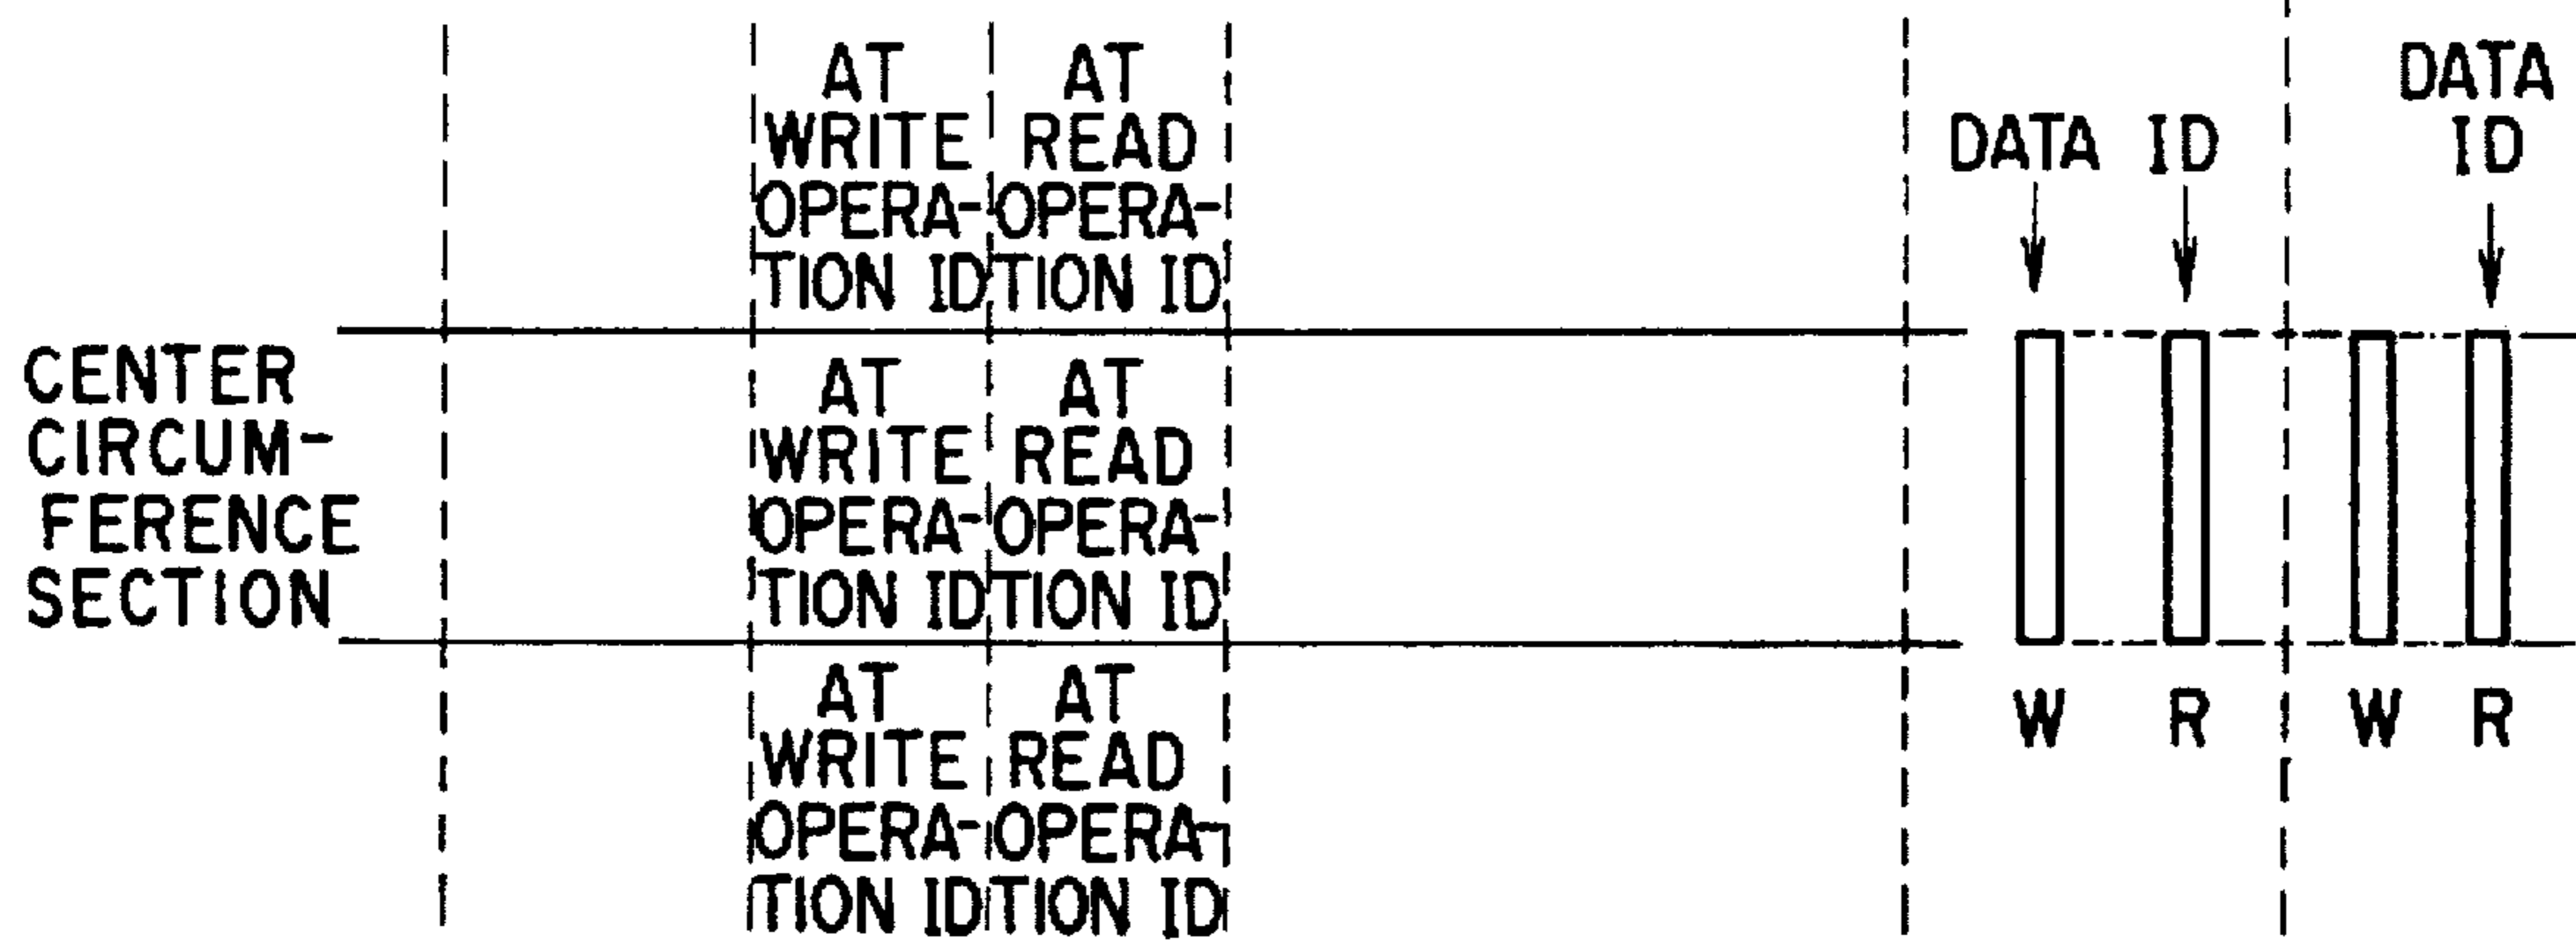 AT
WRITE
OPERA-
TION ID
AT
READ
OPERA-
TION ID
DATA ID
DATA
ID
CENTER
CIRCUM-
FERENCE
SECTION
AT
WRITE
OPERA-
TION ID
AT
READ
OPERA-
TION ID
W R W R
AT
WRITE
OPERA-
TION ID
AT
READ
OPERA-
TION ID